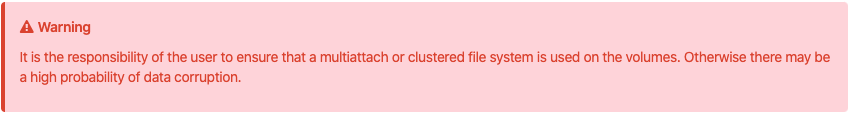 Warning
It is the responsibility of the user to ensure that a multiattach or clustered file system is used on the volumes. Otherwise there may be
a high probability of data corruption.